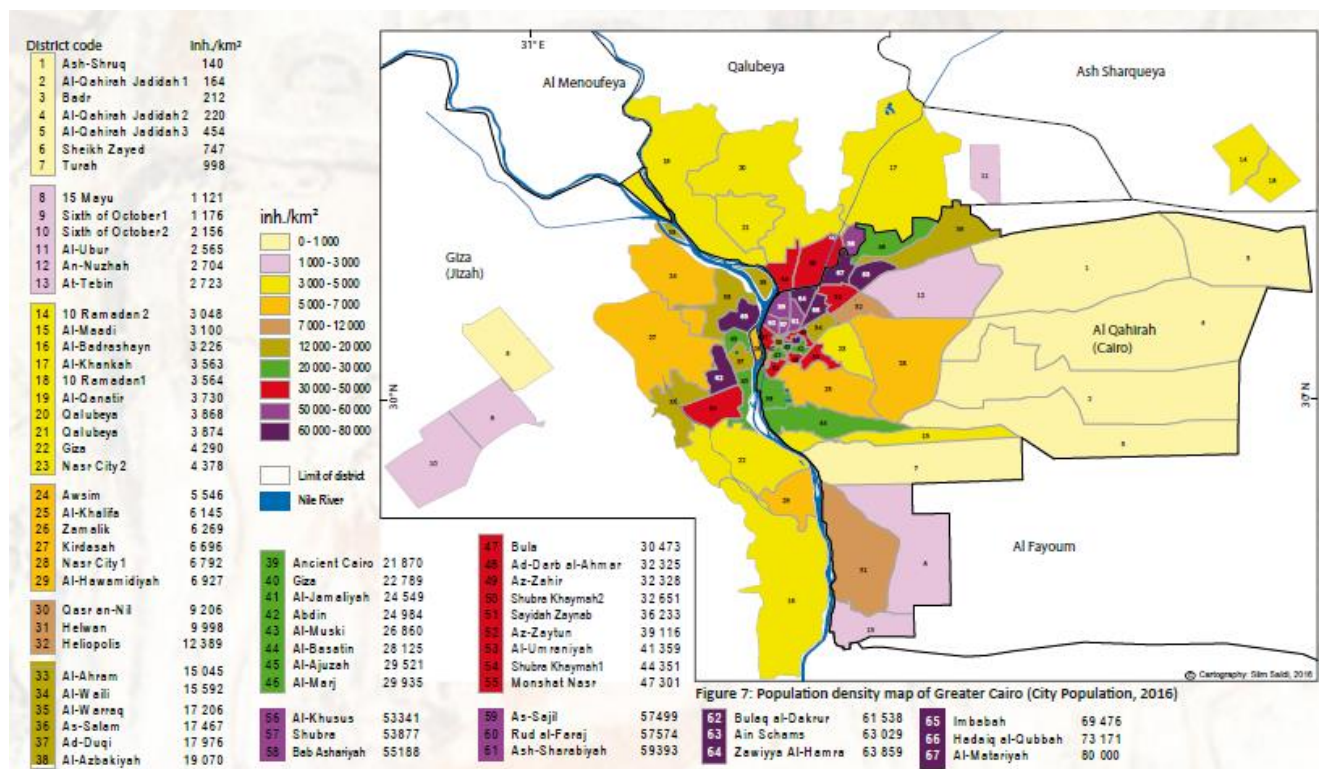 District code inh./km²
1 Ash-Shruq 140
2 Al-Qahirah Jadidah1 164
3 Badr 212
4 Al-Qahirah Jadidah2 220
5 Al-Qahirah Jadidah3 454
6 Sheikh Zayed 747
7 Turah 998
8 15 Mayu 1 121
9 Sixth of October1 1 176
10 Sixth of October2 2 156
11 Al-Ubur 2 565
12 An-Nuzhah 2 704
13 At-Tebin 2 723
14 10 Ramadan2 3 048
15 Al-Maadi 3 100
16 Al-Badrashayn 3 226
17 Al-Khankah 3 563
18 10 Ramadan1 3 564
19 Al-Qanatir 3 730
20 Qalubeya 3 868
21 Qalubeya 3 874
22 Giza 4 290
23 Nasr City2 4 378
24 Awsim 5 546
25 Al-Khalifa 6 145
26 Zamalik 6 269
27 Kirdasah 6 696
28 Nasr City1 6 792
29 Al-Hawamidiyah 6 927
30 Qasr an-Nil 9 206
31 Helwan 9 998
32 Heliopolis 12 389
33 Al-Ahram 15 045
34 Al-Waili 15 592
35 Al-Warraq 17 206
36 As-Salam 17 467
37 Ad-Duqi 17 976
38 Al-Azbakiyah 19 070
inh./km²
0 - 1 000
1 000 - 3 000
3 000 - 5 000
5 000 - 7 000
7 000 - 12 000
12 000 - 20 000
20 000 - 30 000
30 000 - 50 000
50 000 - 60 000
60 000 - 80 000
Limit of district
Nile River
39 Ancient Cairo 21 870
40 Giza 22 789
41 Al-Jamaliyah 24 549
42 Abdin 24 984
43 Al-Muski 26 860
44 Al-Basatin 28 125
45 Al-Ajuzah 29 521
46 Al-Marj 29 935
47 Bula 30 473
48 Ad-Darb al-Ahmar 32 325
49 Az-Zahir 32 328
50 Shubra Khaymah2 32 651
51 Sayidah Zaynab 36 233
52 Az-Zaytun 39 116
53 Al-Umraniyah 41 359
54 Shubra Khaymah1 44 351
55 Monshat Nasr 47 301
56 Al-Khusus 53341
57 Shubra 53877
58 Bab Ashariyah 55188
59 As-Sajil 57499
60 Rud al-Faraj 57574
61 Ash-Sharabiyah 59393
62 Bulaq al-Dakrur 61 538
63 Ain Schams 63 029
64 Zawiyya Al-Hamra 63 859
65 Imbabah 69 476
66 Hadaiq al-Qubbah 73 171
67 Al-Matariyah 80 000
31° E
Al Menoufeya
Qalubeya
Ash Sharqueya
Giza
(Jizah)
Al Qahirah
(Cairo)
30°N
30°N
Al Fayoum
© Cartography: Slim Saidi, 2016
Figure 7: Population density map of Greater Cairo (City Population, 2016)